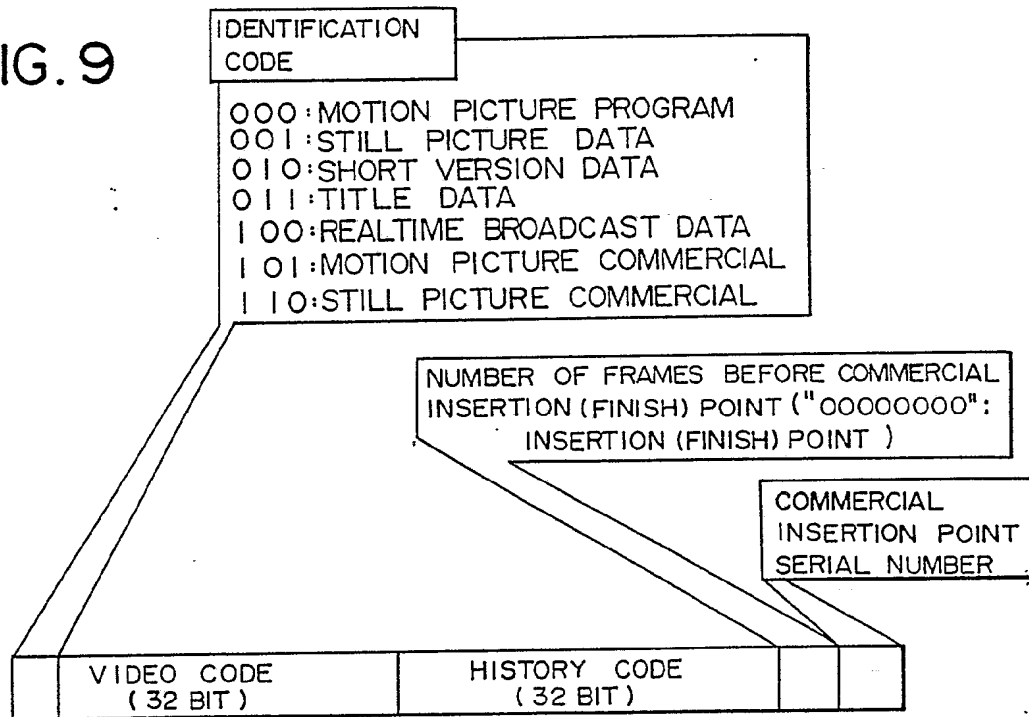 IG. 9
IDENTIFICATION
CODE
000:MOTION PICTURE PROGRAM
001:STILL PICTURE DATA
010:SHORT VERSION DATA
011:TITLE DATA
100:REALTIME BROADCAST DATA
101:MOTION PICTURE COMMERCIAL
110:STILL PICTURE COMMERCIAL
NUMBER OF FRAMES BEFORE COMMERCIAL
INSERTION (FINISH) POINT ("00000000":
INSERTION (FINISH) POINT )
COMMERCIAL
INSERTION POINT
SERIAL NUMBER
VIDEO CODE
( 32 BIT )
HISTORY CODE
( 32 BIT )